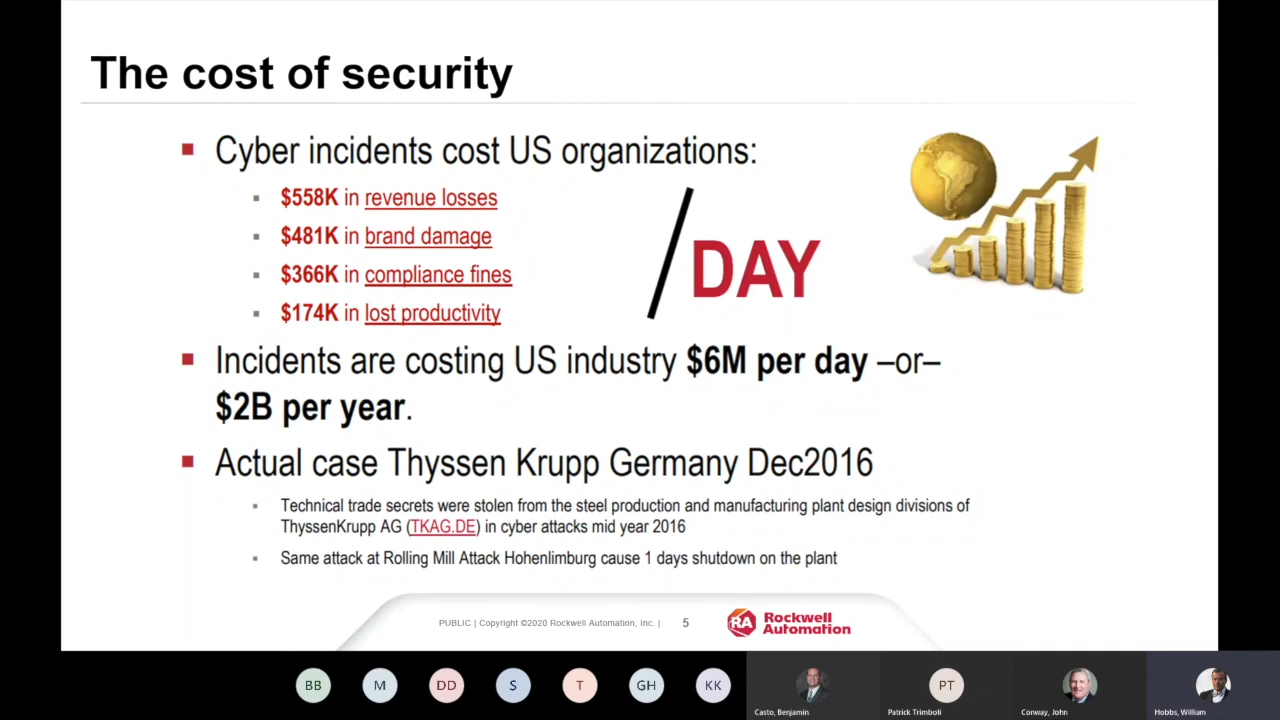 The cost of security
Cyber incidents cost US organizations:
$558K in revenue losses
$481K in brand damage
$366K in compliance fines
$174K in lost productivity
/DAY
Incidents are costing US industry $6M per day –or–
$2B per year.
Actual case Thyssen Krupp Germany Dec2016
Technical trade secrets were stolen from the steel production and manufacturing plant design divisions of
ThyssenKrupp AG (TKAG.DE) in cyber attacks mid year 2016
Same attack at Rolling Mill Attack Hohenlimburg cause 1 days shutdown on the plant
PUBLIC | Copyright ©2020 Rockwell Automation, Inc. | 5
RA Rockwell
Automation
BB M DD S T GH KK PT
Casto, Benjamin Patrick Trimboli Conway, John Hobbs, William